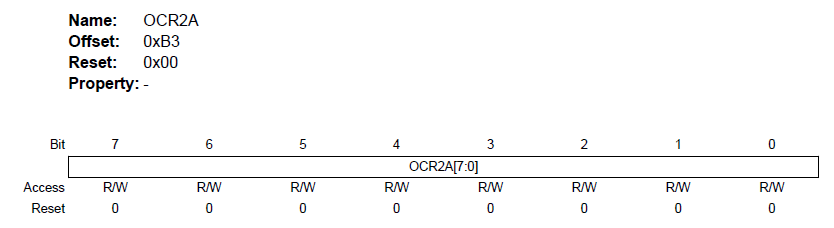 Name: OCR2A
Offset: 0xB3
Reset: 0x00
Property: -
Bit 7 6 5 4 3 2 1 0
OCR2A[7:0]
Access R/W R/W R/W R/W R/W R/W R/W R/W
Reset 0 0 0 0 0 0 0 0